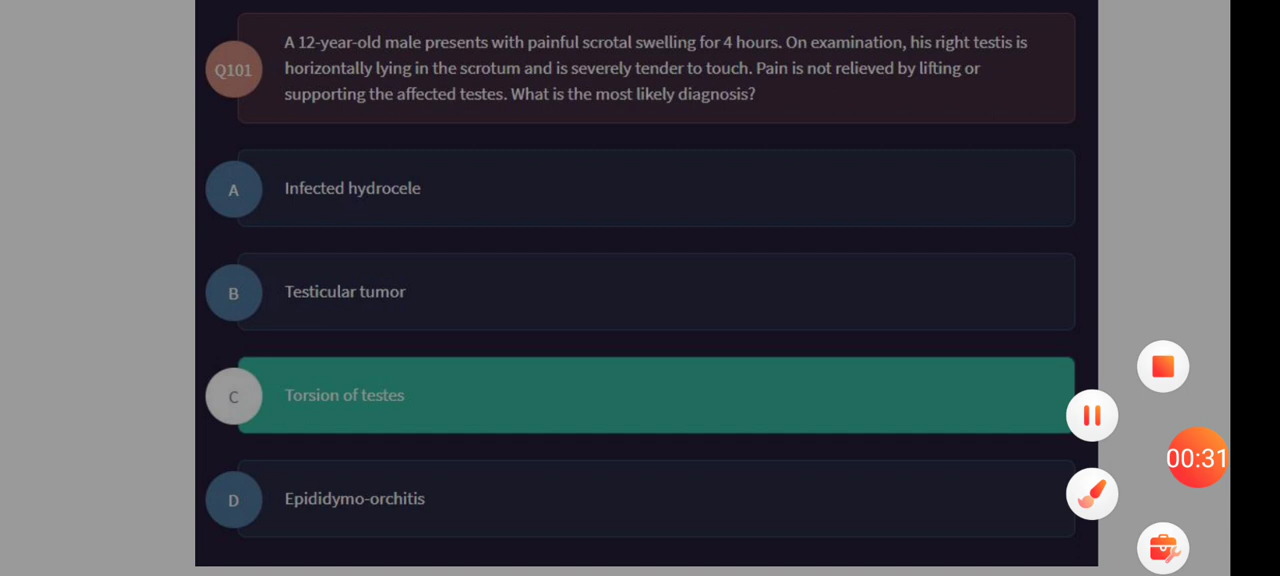 Q101
A 12-year-old male presents with painful scrotal swelling for 4 hours. On examination, his right testis is
horizontally lying in the scrotum and is severely tender to touch. Pain is not relieved by lifting or
supporting the affected testes. What is the most likely diagnosis?
A
Infected hydrocele
B
Testicular tumor
C
Torsion of testes
D
Epididymo-orchitis
00:31